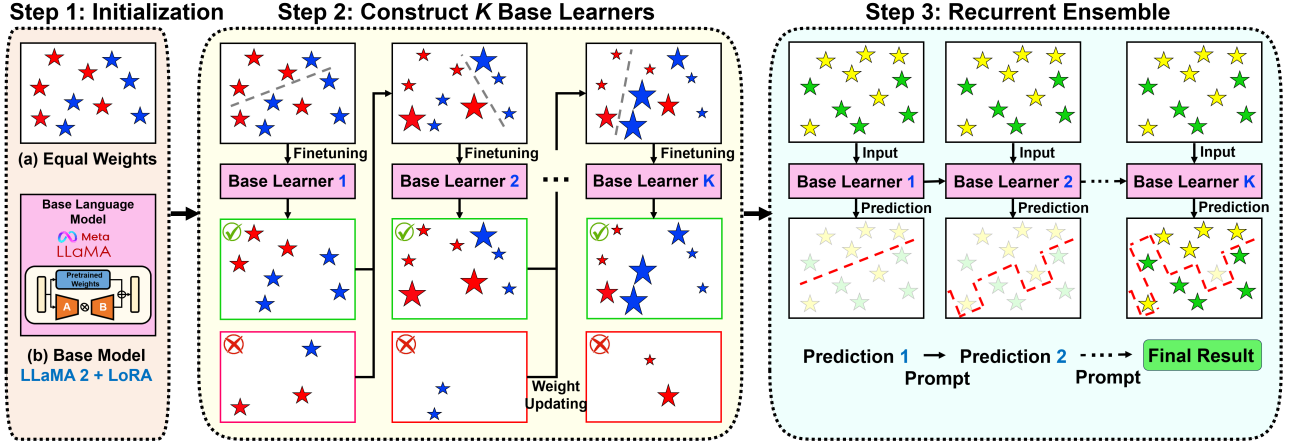 Step 1: Initialization
(a) Equal Weights
Base Language
Model
Meta
LLaMA
Pretrained
Weights
A
B
(b) Base Model
LLaMA 2 + LoRA
Step 2: Construct K Base Learners
Finetuning
Finetuning
Finetuning
Base Learner 1
Base Learner 2
...
Base Learner K
Weight
Updating
Step 3: Recurrent Ensemble
Input
Input
Input
Base Learner 1
Base Learner 2
Base Learner K
Prediction
Prediction
Prediction
Prediction 1
Prompt
Prediction 2
Prompt
Final Result